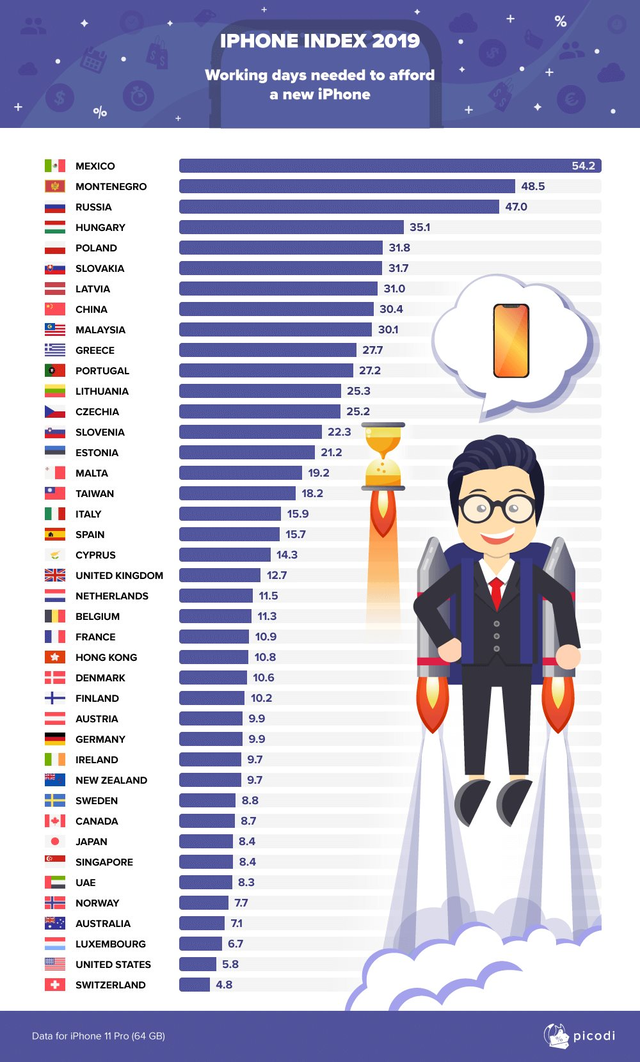 IPHONE INDEX 2019
Working days needed to afford
a new iPhone
%
%
MEXICO 54.2
MONTENEGRO 48.5
RUSSIA 47.0
HUNGARY 35.1
POLAND 31.8
SLOVAKIA 31.7
LATVIA 31.0
CHINA 30.4
MALAYSIA 30.1
GREECE 27.7
PORTUGAL 27.2
LITHUANIA 25.3
CZECHIA 25.2
SLOVENIA 22.3
ESTONIA 21.2
MALTA 19.2
TAIWAN 18.2
ITALY 15.9
SPAIN 15.7
CYPRUS 14.3
UNITED KINGDOM 12.7
NETHERLANDS 11.5
BELGIUM 11.3
FRANCE 10.9
HONG KONG 10.8
DENMARK 10.6
FINLAND 10.2
AUSTRIA 9.9
GERMANY 9.9
IRELAND 9.7
NEW ZEALAND 9.7
SWEDEN 8.8
CANADA 8.7
JAPAN 8.4
SINGAPORE 8.4
UAE 8.3
NORWAY 7.7
AUSTRALIA 7.1
LUXEMBOURG 6.7
UNITED STATES 5.8
SWITZERLAND 4.8
Data for iPhone 11 Pro (64 GB)
picodi